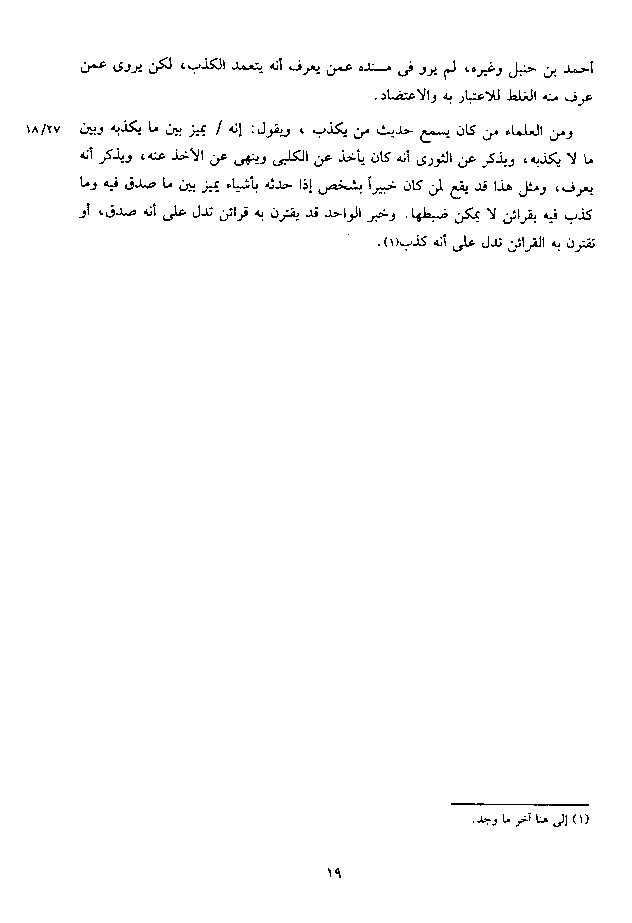 أحمد بن حنبل وغيره، لم يرو فى مسنده عمن يعرف أنه يتعمد الكذب، لكن يروى عمن
عرف منه الغلط للاعتبار به والاعتضاد.
ومن العلماء من كان يسمع حديث من يكذب ، ويقول: إنه / يميز بين ما يكذبه وبين
١٨/٢٧
ما لا يكذبه، ويذكر عن الثورى أنه كان يأخذ عن الكلبى وينهى عن الأخذ عنه، ويذكر أنه
يعرف، ومثل هذا قد يقع لمن كان خبيراً بشخص إذا حدثه بأشياء يميز بين ما صدق فيه وما
كذب فيه بقرائن لا يمكن ضبطها. وخبر الواحد قد يقترن به قرائن تدل على أنه صدق، أو
تقترن به القرائن تدل على أنه كذب(١).
(١) إلى هنا آخر ما وجد.
١٩